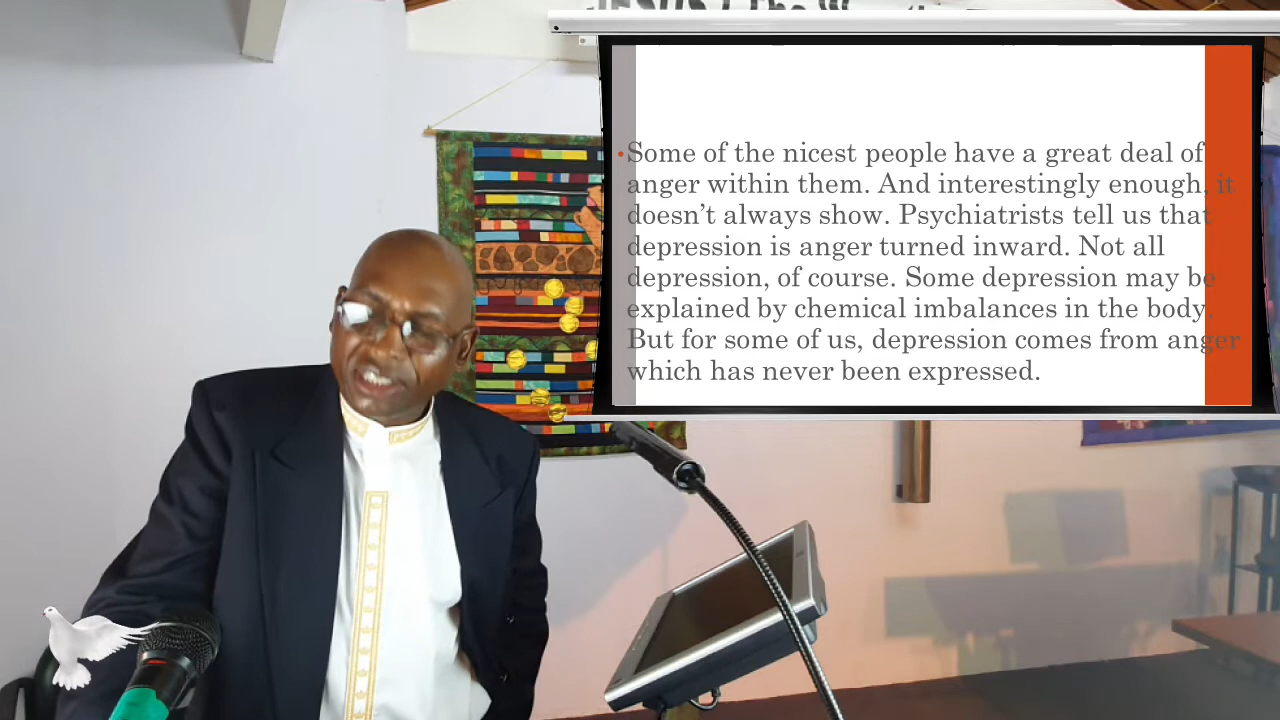 JESUS
•Some of the nicest people have a great deal of
anger within them. And interestingly enough, it
doesn’t always show. Psychiatrists tell us that
depression is anger turned inward. Not all
depression, of course. Some depression may be
explained by chemical imbalances in the body.
But for some of us, depression comes from anger
which has never been expressed.